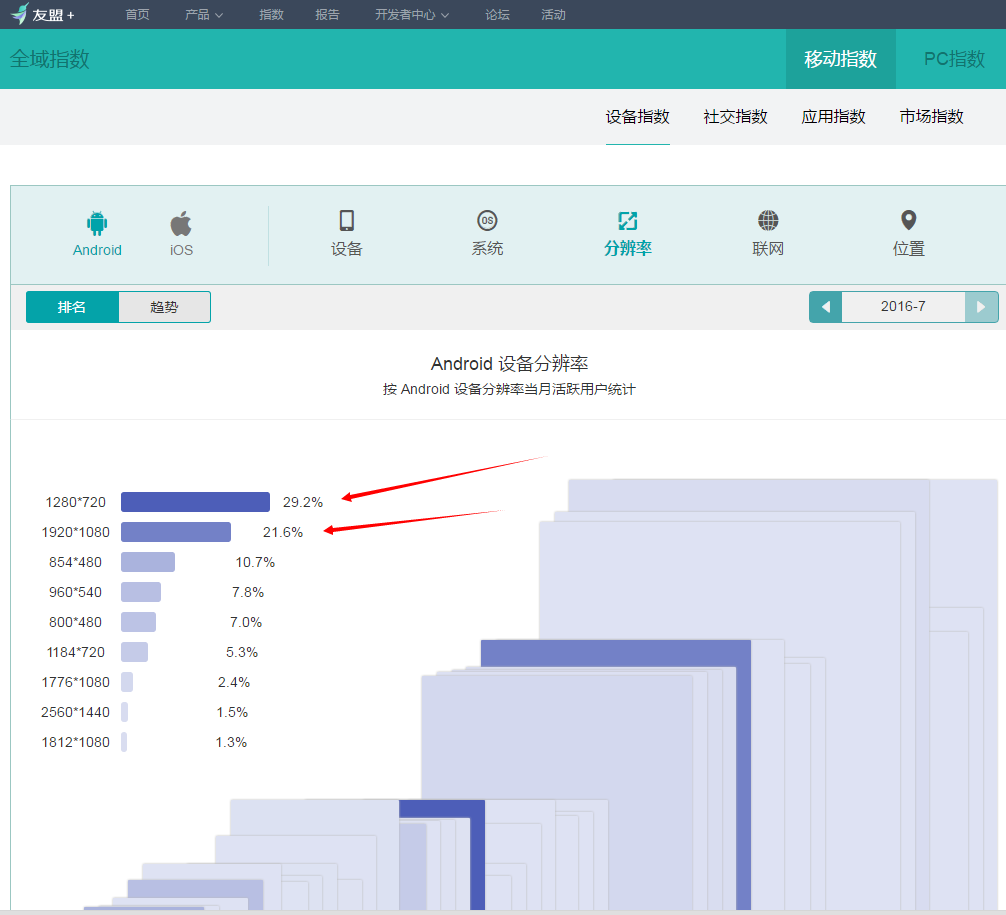 友盟+ 首页 产品 指数 报告 开发者中心 论坛 活动
全域指数 移动指数 PC指数
设备指数 社交指数 应用指数 市场指数
Android iOS 设备 OS 系统 分辨率 联网 位置
排名 趋势 2016-7
Android 设备分辨率
按 Android 设备分辨率当月活跃用户统计
1280*720 29.2%
1920*1080 21.6%
854*480 10.7%
960*540 7.8%
800*480 7.0%
1184*720 5.3%
1776*1080 2.4%
2560*1440 1.5%
1812*1080 1.3%